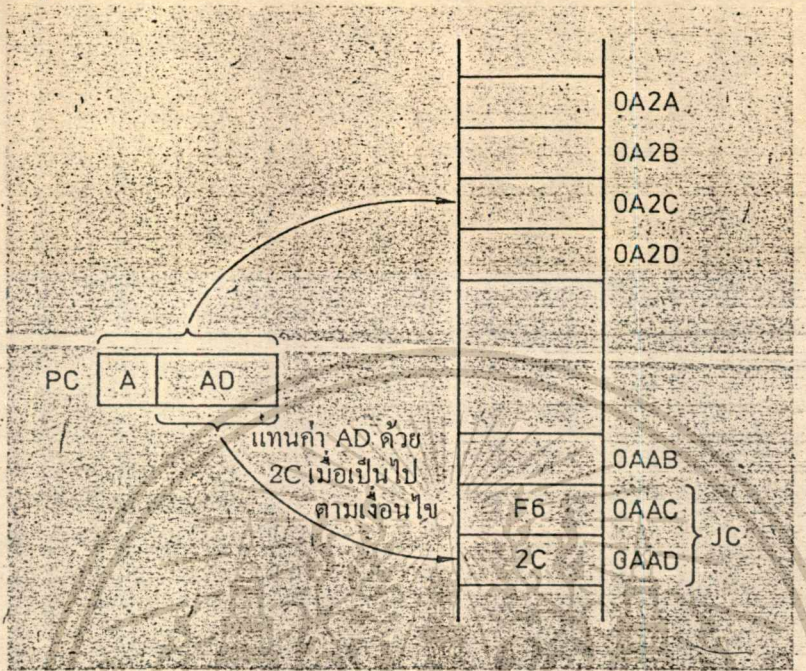 0A2A
0A2B
0A2C
0A2D
PC A AD
แทนค่า AD ด้วย
2C เมื่อเป็นไป
ตามเงื่อนไข
0AAB
F6 0AAC
JC
2C 0AAD